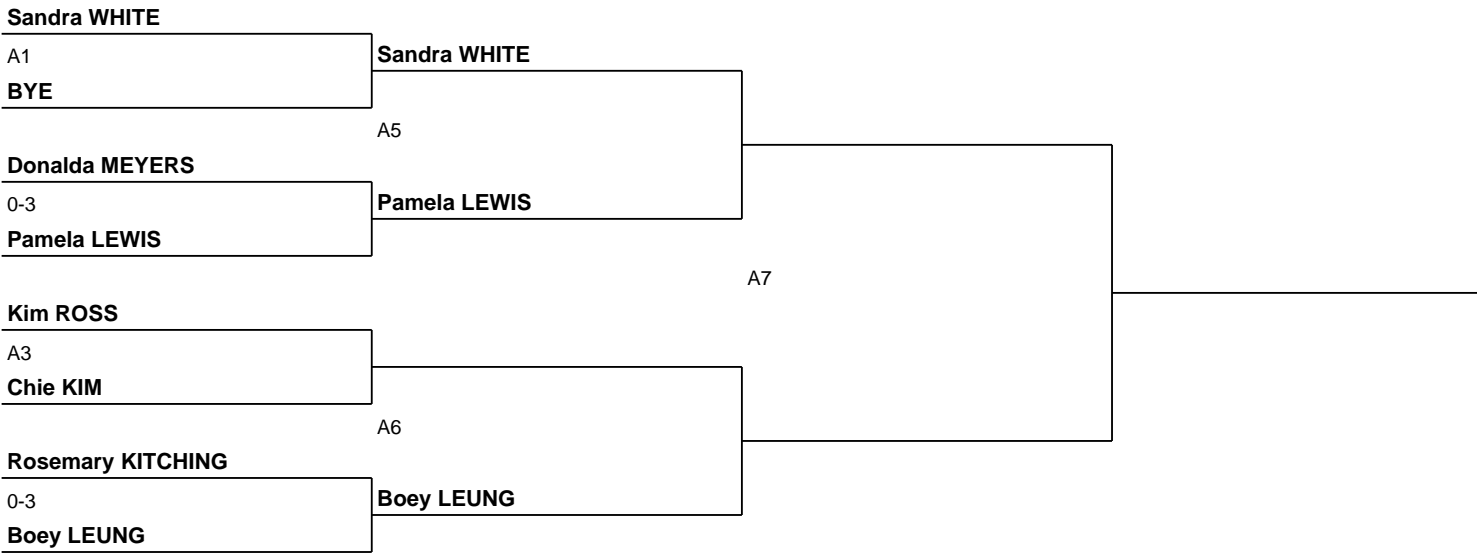 Sandra WHITE
A1
Sandra WHITE
BYE
A5
Donalda MEYERS
0-3
Pamela LEWIS
Pamela LEWIS
A7
Kim ROSS
A3
Chie KIM
A6
Rosemary KITCHING
0-3
Boey LEUNG
Boey LEUNG